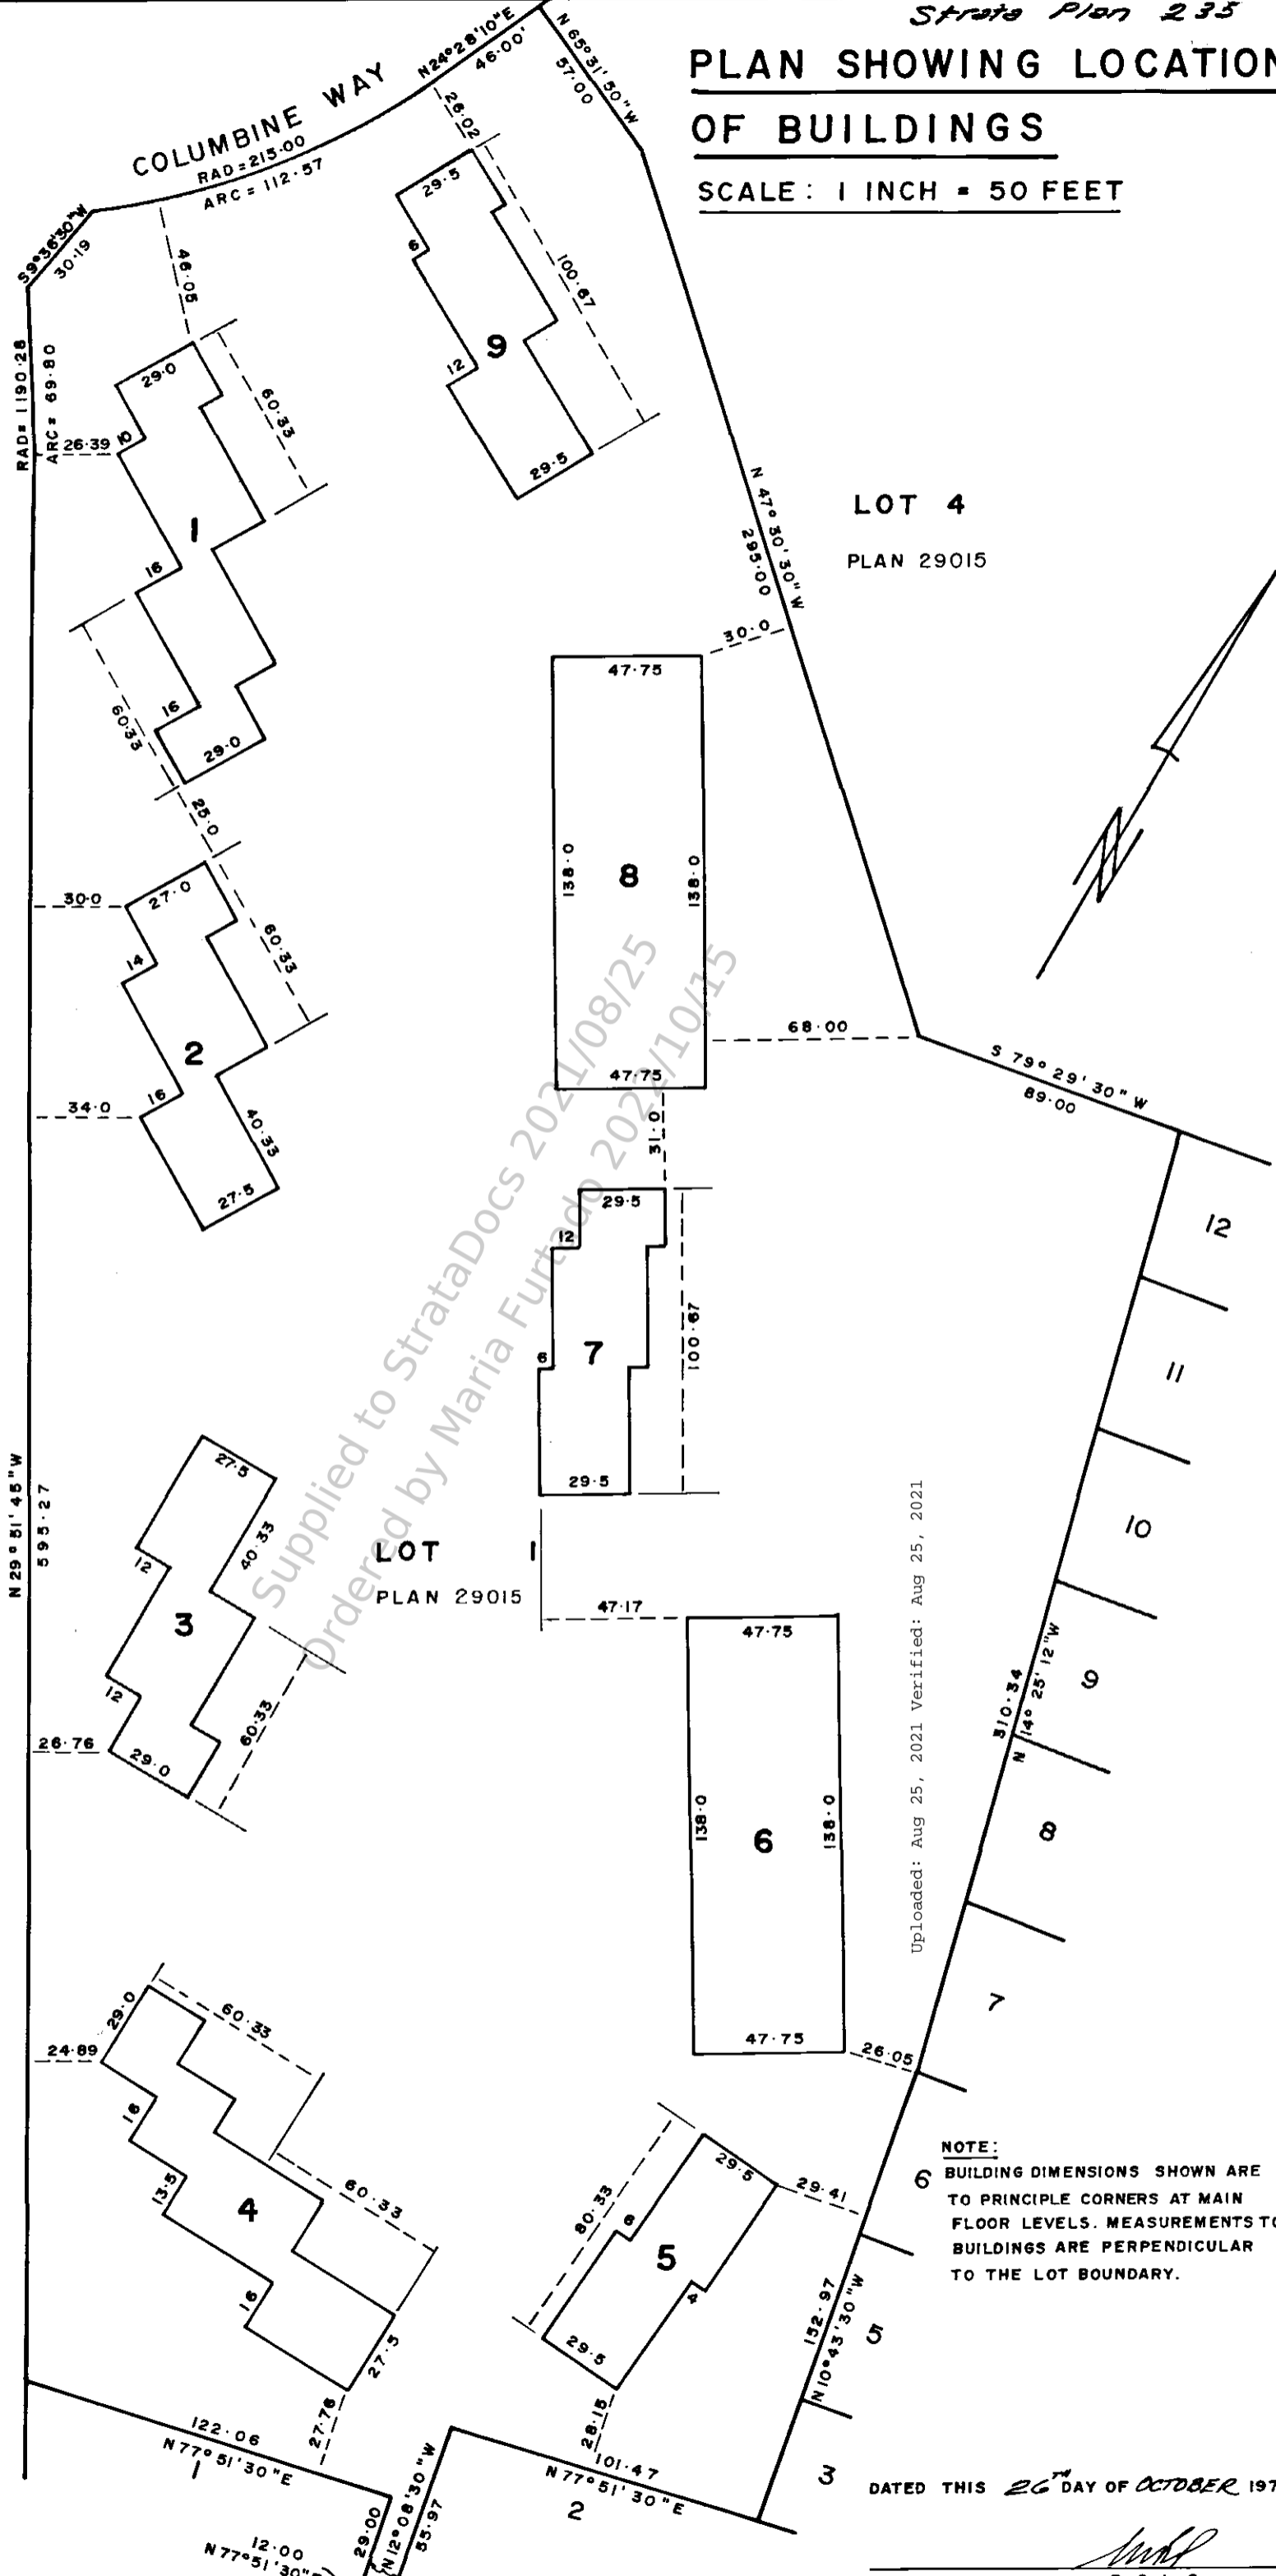 Strata Plan 235
PLAN SHOWING LOCATION
OF BUILDINGS
SCALE: 1 INCH = 50 FEET
COLUMBINE WAY
RAD=215·00
ARC = 112·57
N24°28'10"E
46·00'
N 65°31'50"W
57·00
S9°36'30"W
30·19
RAD= 1190·28
ARC= 69·80
26·02
29·5
6
100·67
9
12
29·5
46·05
29·0
60·33
10
26·39
1
16
60·33
16
29·0
25·0
N 47°30'30"W
295·00
LOT 4
PLAN 29015
30·0
47·75
138·0
8
138·0
47·75
68·00
30·0
27·0
60·33
14
2
16
34·0
40·33
27·5
S 79°29'30"W
89·00
31·0
29·5
12
7
100·67
6
29·5
12
11
10
9
8
7
N 29°51'45"W
595·27
27·5
40·33
12
3
12
60·33
26·76
29·0
LOT 1
PLAN 29015
47·17
47·75
138·0
6
138·0
47·75
26·05
310·34
N 14°25'12"W
Supplied to StrataDocs 2021/08/25
Ordered by Maria Furtado 2022/10/15
Uploaded: Aug 25, 2021 Verified: Aug 25, 2021
29·0
60·33
24·89
16
13·5
4
60·33
16
27·5
27·76
80·33
29·5
29·41
6
5
4
29·5
28·15
152·97
N10°43'30"W
6
5
3
NOTE:
BUILDING DIMENSIONS SHOWN ARE
TO PRINCIPLE CORNERS AT MAIN
FLOOR LEVELS. MEASUREMENTS TO
BUILDINGS ARE PERPENDICULAR
TO THE LOT BOUNDARY.
122·06
N77°51'30"E
1
101·47
N77°51'30"E
2
29·00
N12°08'30"W
55·97
12·00
N77°51'30"
DATED THIS 26TH DAY OF OCTOBER 197